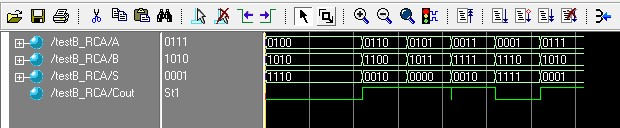 /testB_RCA/A 0111 0100 0110 0101 0011 0001 0111
/testB_RCA/B 1010 1010 1100 1011 1111 1110 1010
/testB_RCA/S 0001 1110 0010 0000 0010 1111 0001
/testB_RCA/Cout St1